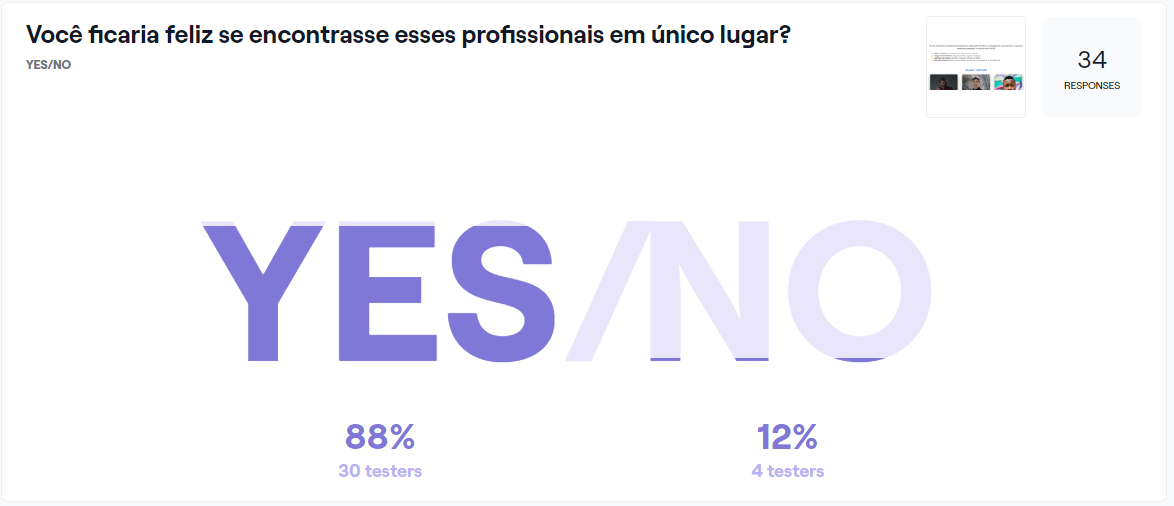 Você ficaria feliz se encontrasse esses profissionais em único lugar?
YES/NO
34
RESPONSES
YES/NO
88%
12%
30 testers
4 testers